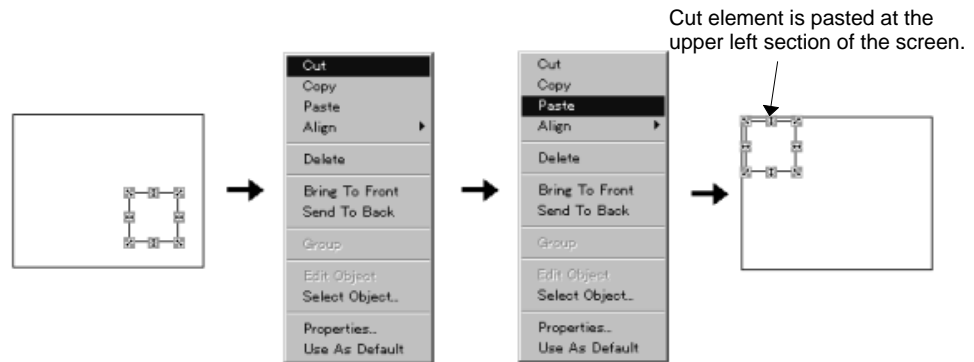 Cut element is pasted at the
upper left section of the screen.
Cut
Copy
Paste
Align
Delete
Bring To Front
Send To Back
Group
Edit Object
Select Object...
Properties...
Use As Default
Cut
Copy
Paste
Align
Delete
Bring To Front
Send To Back
Group
Edit Object
Select Object...
Properties...
Use As Default